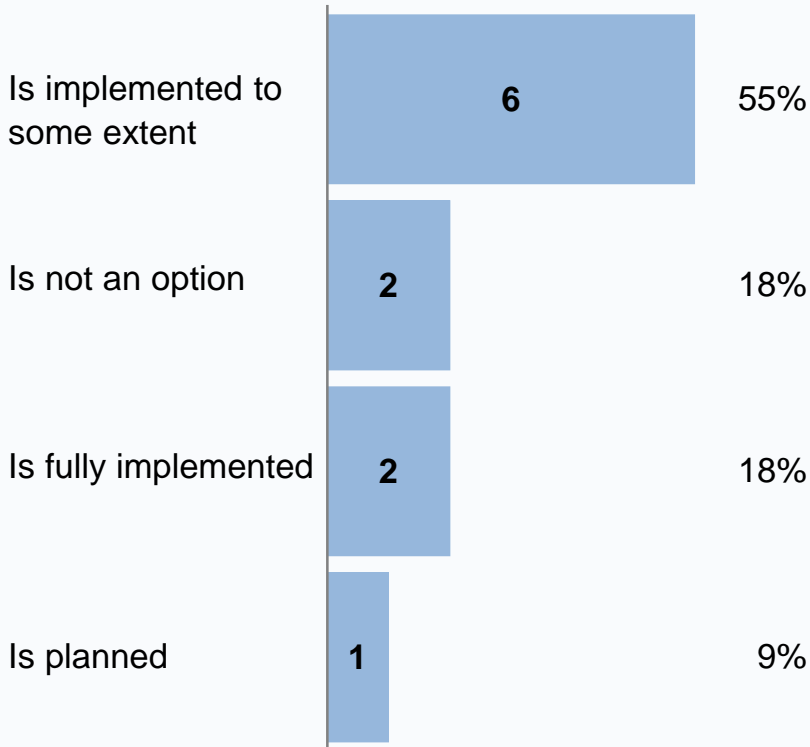 Is implemented to
some extent
6
55%
Is not an option
2
18%
Is fully implemented
2
18%
Is planned
1
9%